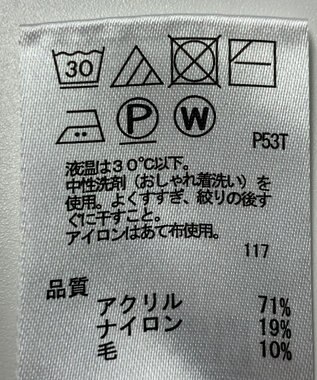 30
P W
P53T
液温は30℃以下。
中性洗剤（おしゃれ着洗い）を
使用。よくすすぎ、絞りの後す
ぐに干すこと。
アイロンはあて布使用。
117
品質
アクリル 71%
ナイロン 19%
毛 10%